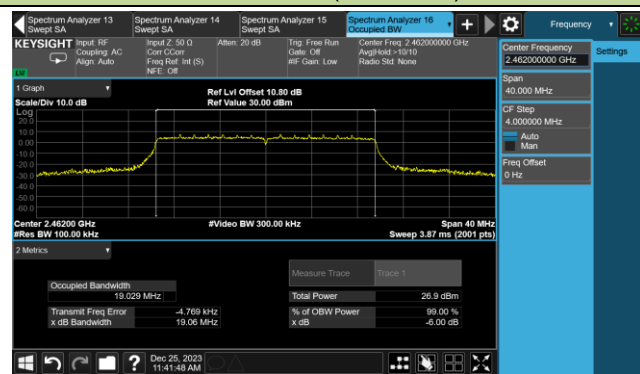 Spectrum Analyzer 13
Swept SA
Spectrum Analyzer 14
Swept SA
Spectrum Analyzer 15
Swept SA
Spectrum Analyzer 16
Occupied BW
Frequency
KEYSIGHT
Input: RF
Coupling: AC
Align: Auto
Input Z: 50 Ω
Corr CCorr
Freq Ref: Int (S)
NFE: Off
Atten: 20 dB
Trig: Free Run
Gate: Off
#IF Gain: Low
Center Freq: 2.462000000 GHz
Avg|Hold:>10/10
Radio Std: None
LXI
Center Frequency
2.462000000 GHz
Settings
Span
40.000 MHz
CF Step
4.000000 MHz
Auto
Man
Freq Offset
0 Hz
1 Graph
Scale/Div 10.0 dB
Ref Lvl Offset 10.80 dB
Ref Value 30.00 dBm
Log
20.0
10.0
0.00
-10.0
-20.0
-30.0
-40.0
-50.0
-60.0
Center 2.46200 GHz
#Res BW 100.00 kHz
#Video BW 300.00 kHz
Span 40 MHz
Sweep 3.87 ms (2001 pts)
2 Metrics
Measure Trace
Trace 1
Occupied Bandwidth
19.029 MHz
Total Power
26.9 dBm
Transmit Freq Error
-4.769 kHz
% of OBW Power
99.00 %
x dB Bandwidth
19.06 MHz
x dB
-6.00 dB
?
Dec 25, 2023
11:41:48 AM